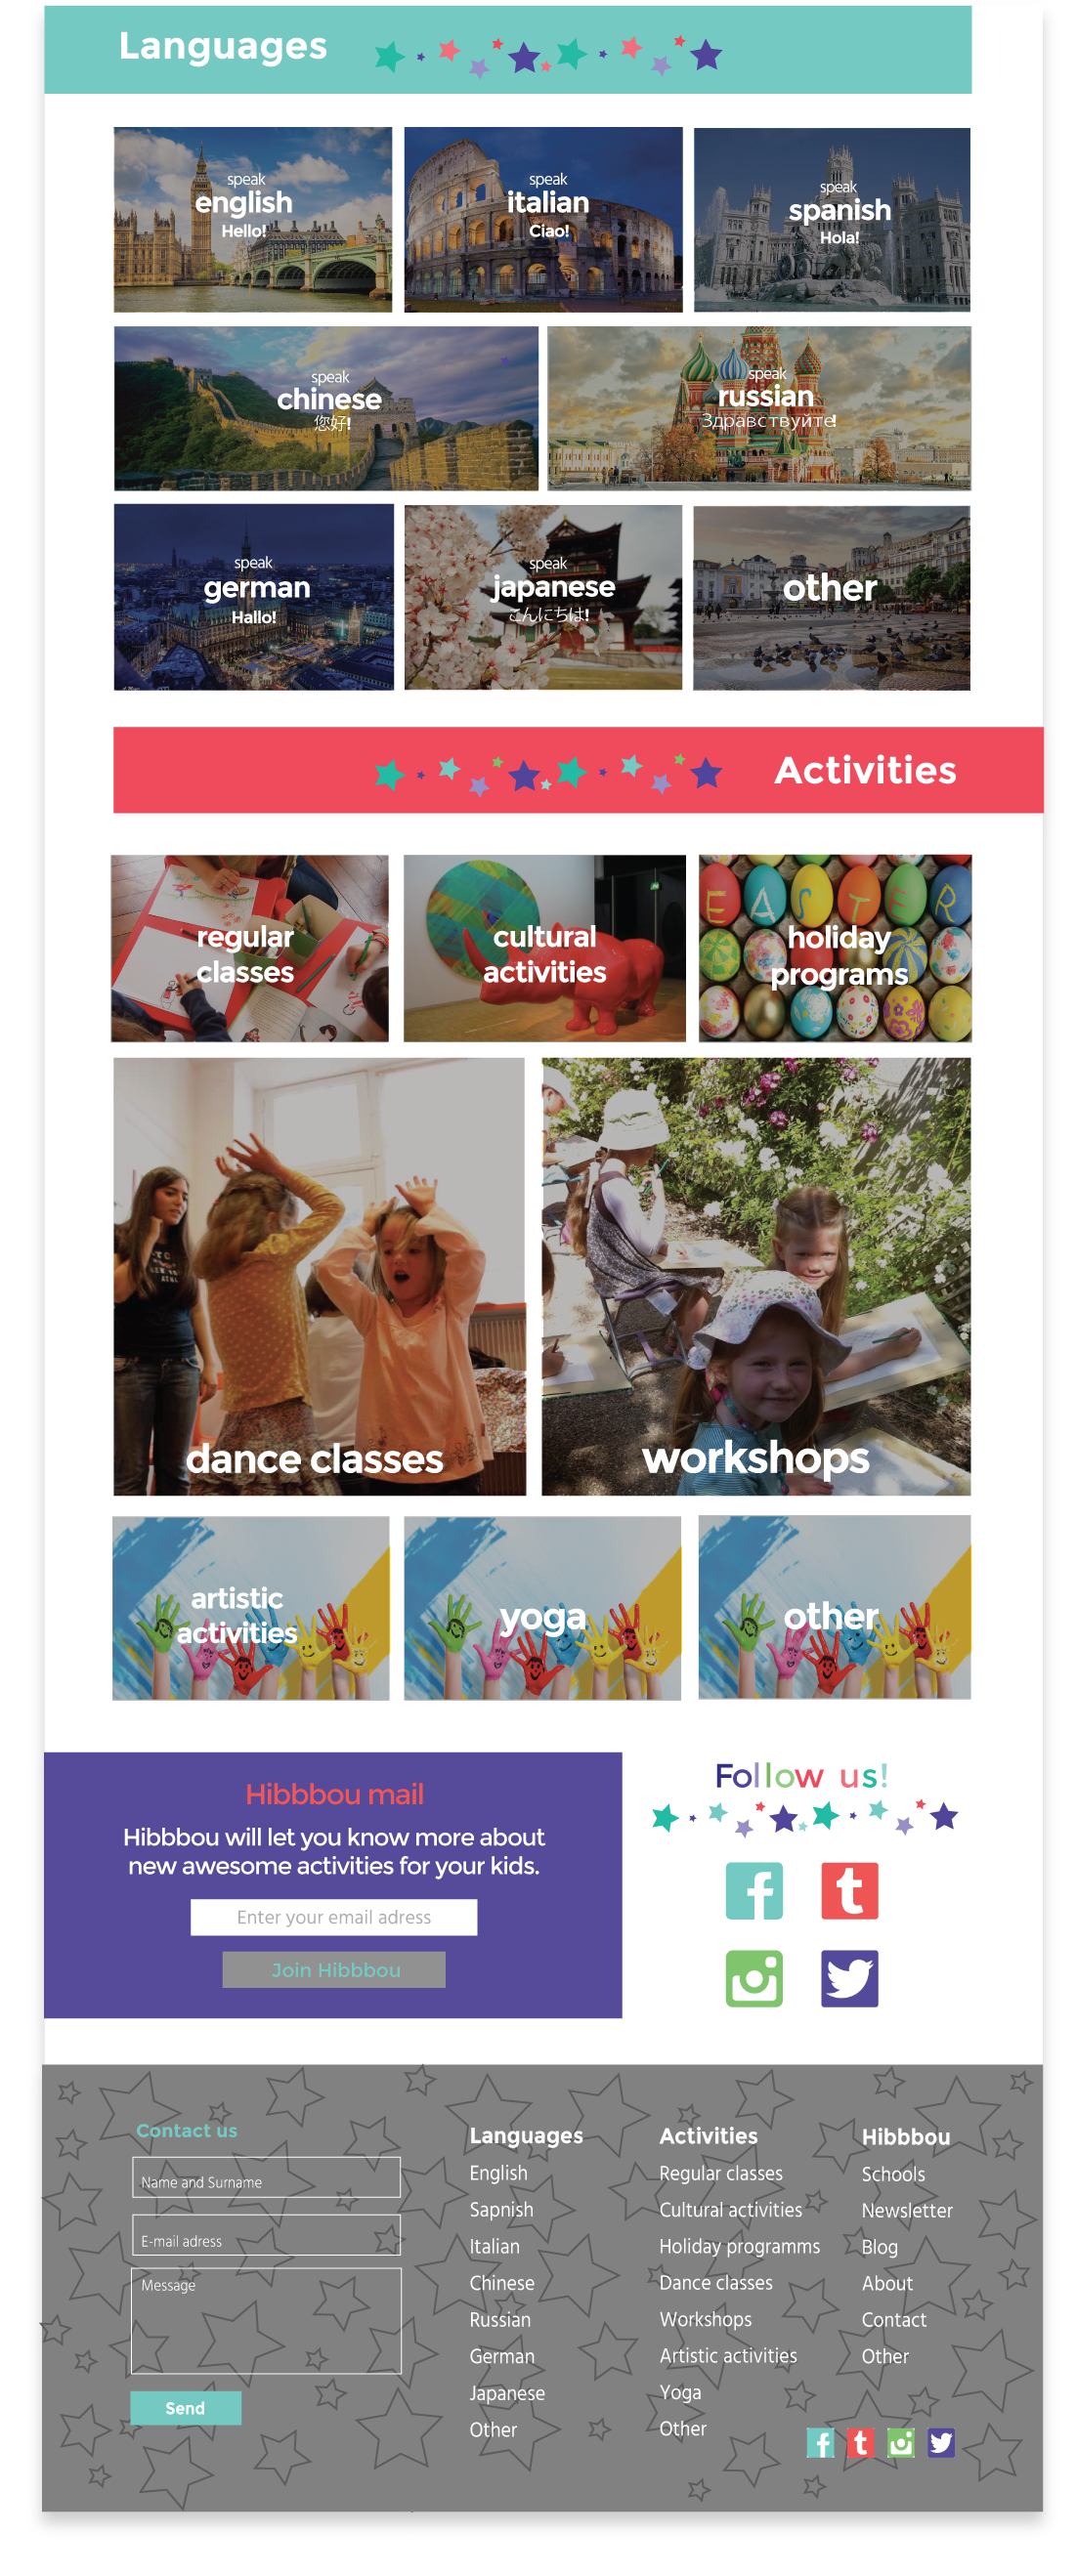 Languages
speak
english
Hello!
speak
italian
Ciao!
speak
spanish
Hola!
speak
chinese
您好!
speak
russian
Здравствуйте!
speak
german
Hallo!
speak
japanese
こんにちは!
other
Activities
regular
classes
cultural
activities
EASTER
holiday
programs
dance classes
workshops
artistic
activities
yoga
other
Hibbbou mail
Hibbbou will let you know more about
new awesome activities for your kids.
Enter your email adress
Join Hibbbou
Follow us!
Contact us
Name and Surname
E-mail adress
Message
Send
Languages
English
Sapnish
Italian
Chinese
Russian
German
Japanese
Other
Activities
Regular classes
Cultural activities
Holiday programms
Dance classes
Workshops
Artistic activities
Yoga
Other
Hibbbou
Schools
Newsletter
Blog
About
Contact
Other